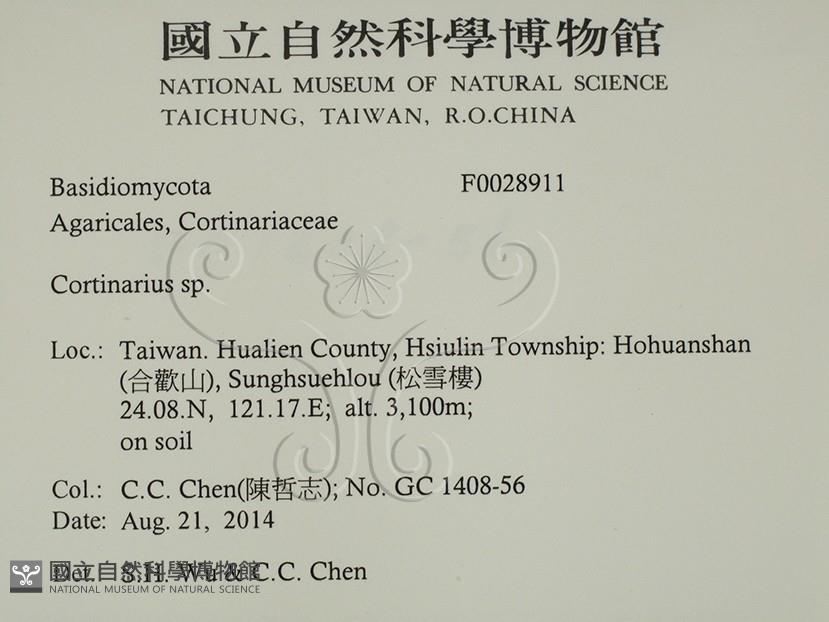 國立自然科學博物館
NATIONAL MUSEUM OF NATURAL SCIENCE
TAICHUNG, TAIWAN, R.O.CHINA
Basidiomycota F0028911
Agaricales, Cortinariaceae
Cortinarius sp.
Loc.: Taiwan. Hualien County, Hsiulin Township: Hohuanshan
(合歡山), Sunghsuehlou (松雪樓)
24.08.N, 121.17.E; alt. 3,100m;
on soil
Col.: C.C. Chen(陳哲志); No. GC 1408-56
Date: Aug. 21, 2014
Det. S.H. Wu & C.C. Chen
國立自然科學博物館
NATIONAL MUSEUM OF NATURAL SCIENCE